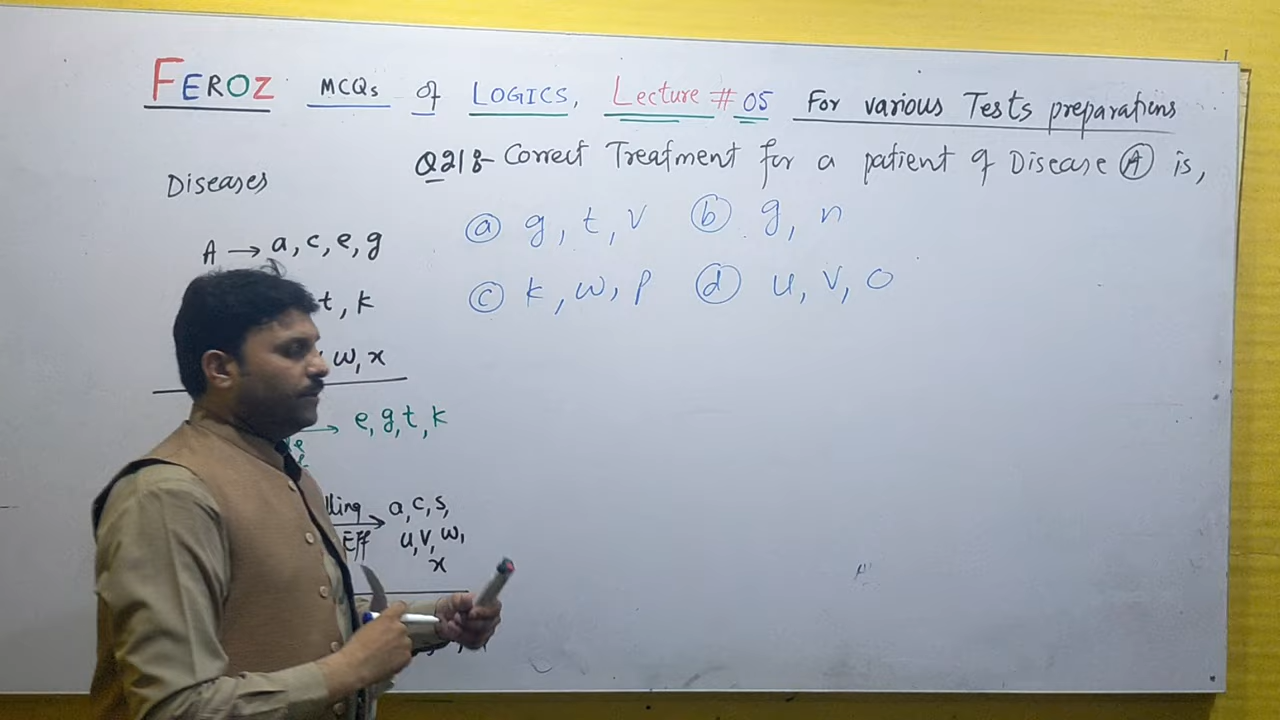 FEROZ MCQs of LOGICS, Lecture # 05 For various Tests preparations
Q21:- Correct Treatment for a patient of Disease (A) is,
Diseases
(a) g, t, v (b) g, n
A → a, c, e, g
(c) k, w, p (d) u, v, o
t, k
w, x
→ e, g, t, k
a, c, s,
Eff u, v, w,
x